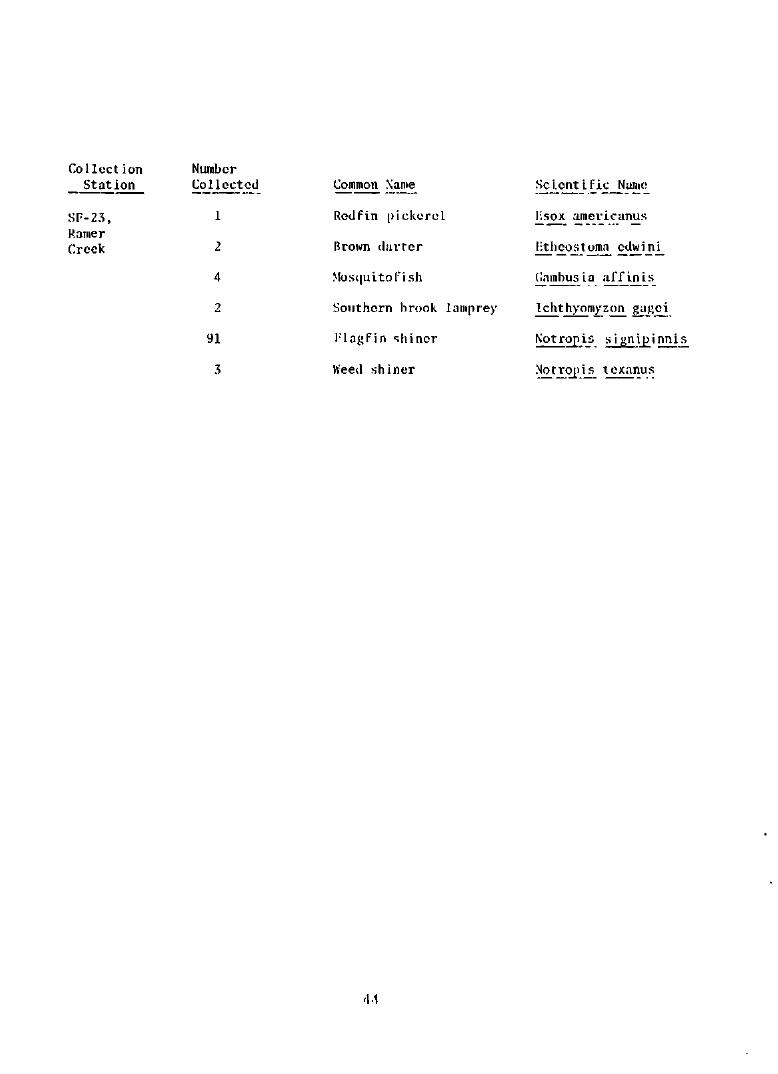 Collection Number
Station Collected Common Name Scientific Name
SF-23, 1 Redfin pickerel Esox americanus
Ramer
Creek 2 Brown darter Etheostoma edwini
4 Mosquitofish Gambusia affinis
2 Southern brook lamprey Ichthyomyzon gagei
91 Flagfin shiner Notropis signipinnis
3 Weed shiner Notropis texanus
44